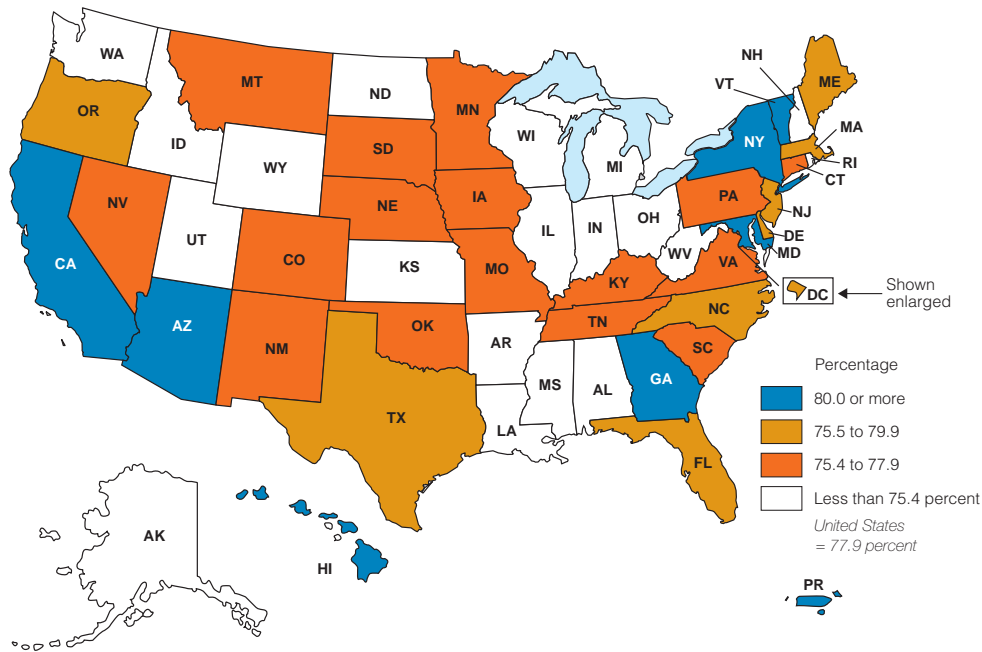 WA
MT
ND
MN
OR
ID
WY
SD
WI
MI
NH
VT
ME
NY
MA
RI
CT
NV
UT
CO
NE
IA
IL
IN
OH
PA
NJ
DE
MD
CA
KS
MO
KY
WV
VA
DC
Shown
enlarged
AZ
NM
OK
AR
TN
NC
SC
TX
LA
MS
AL
GA
FL
Percentage
80.0 or more
75.5 to 79.9
75.4 to 77.9
Less than 75.4 percent
United States
= 77.9 percent
AK
HI
PR